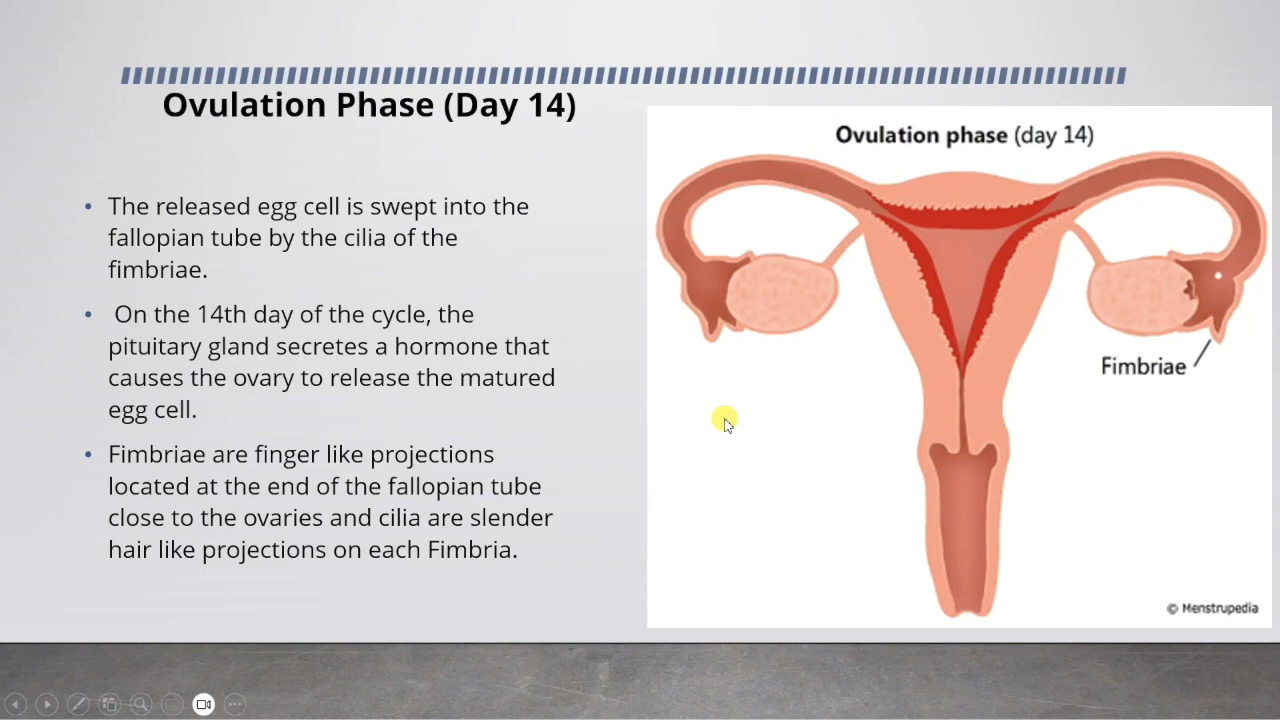 Ovulation Phase (Day 14)
• The released egg cell is swept into the
fallopian tube by the cilia of the
fimbriae.
• On the 14th day of the cycle, the
pituitary gland secretes a hormone that
causes the ovary to release the matured
egg cell.
• Fimbriae are finger like projections
located at the end of the fallopian tube
close to the ovaries and cilia are slender
hair like projections on each Fimbria.
Ovulation phase (day 14)
Fimbriae
© Menstrupedia